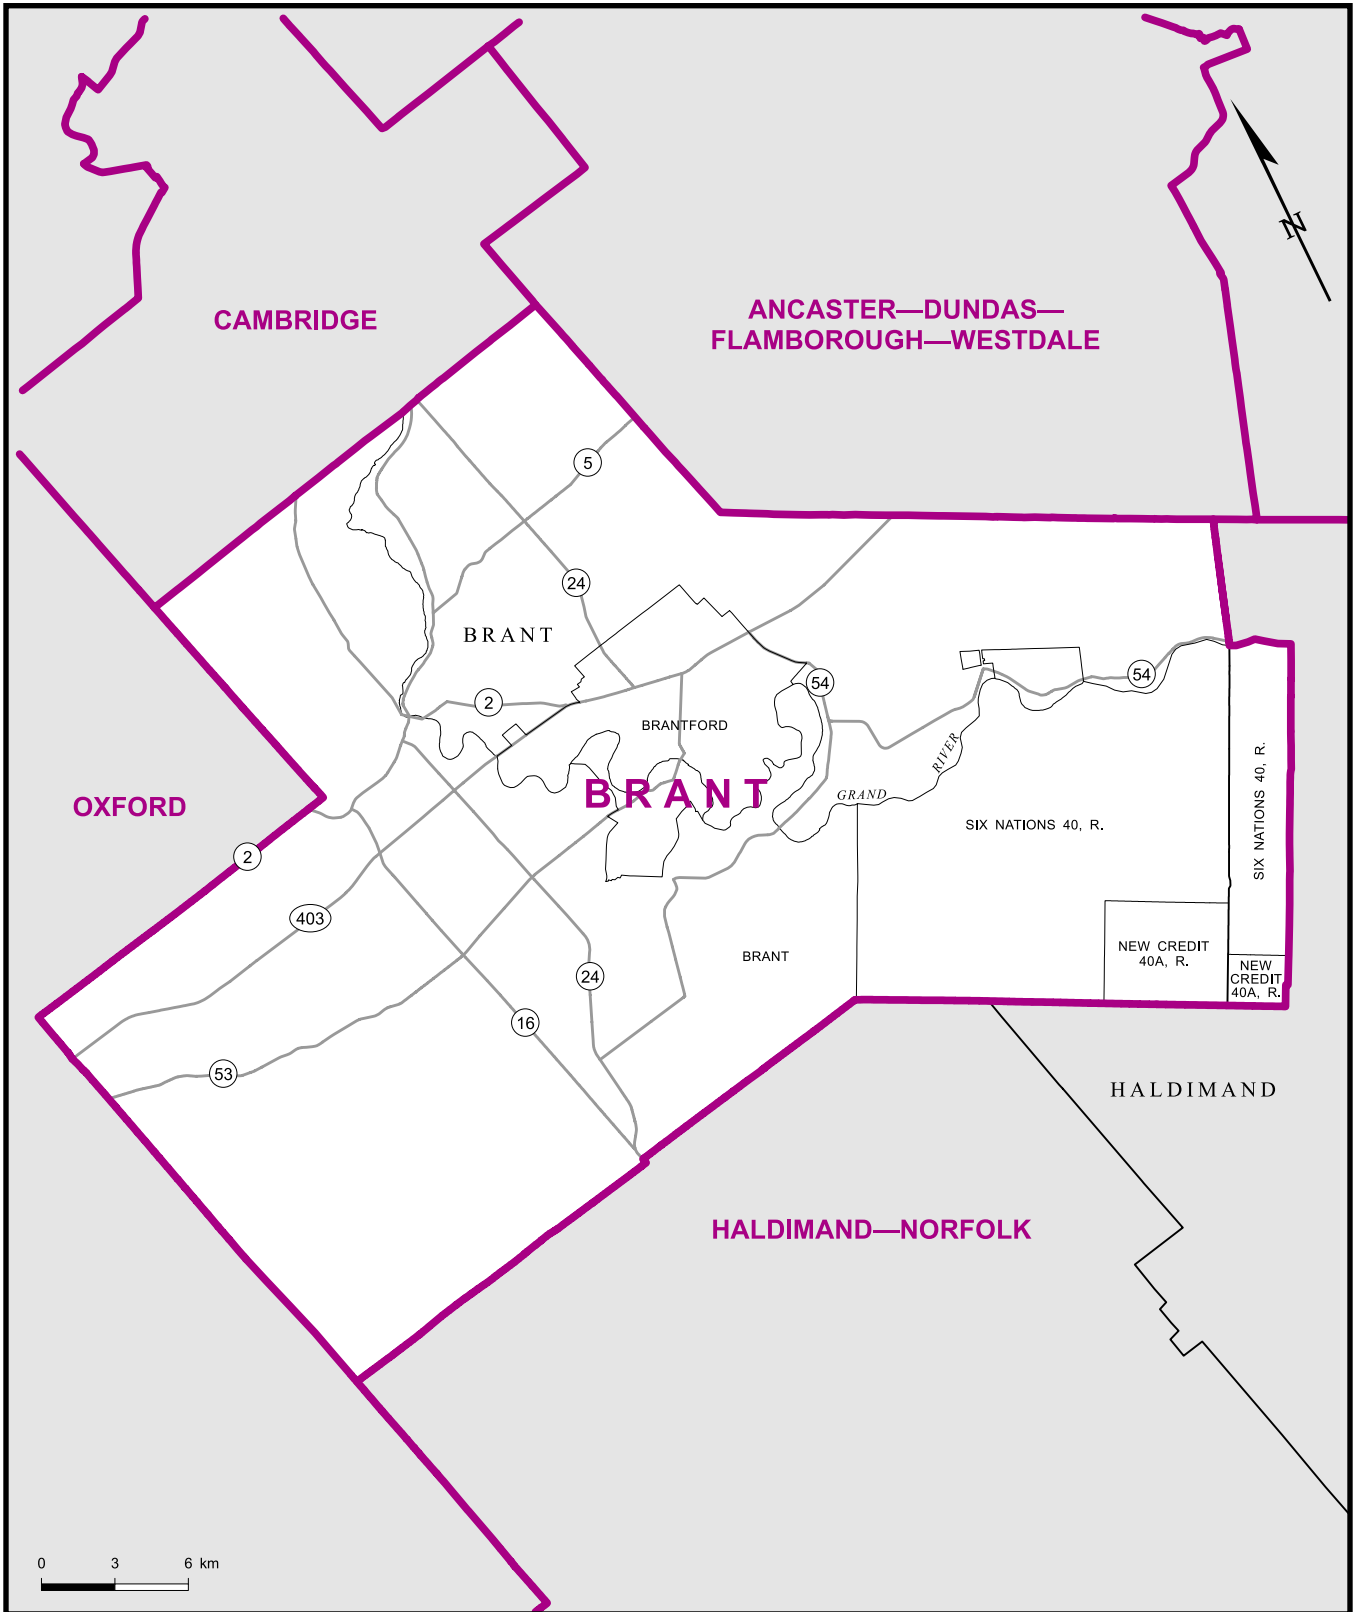 N
CAMBRIDGE
ANCASTER—DUNDAS—
FLAMBOROUGH—WESTDALE
5
24
BRANT
2
54
54
BRANTFORD
BRANT
RIVER
GRAND
OXFORD
SIX NATIONS 40, R.
SIX NATIONS 40, R.
2
403
24
BRANT
NEW CREDIT
40A, R.
NEW
CREDIT
40A, R.
16
53
HALDIMAND
HALDIMAND—NORFOLK
0 3 6 km